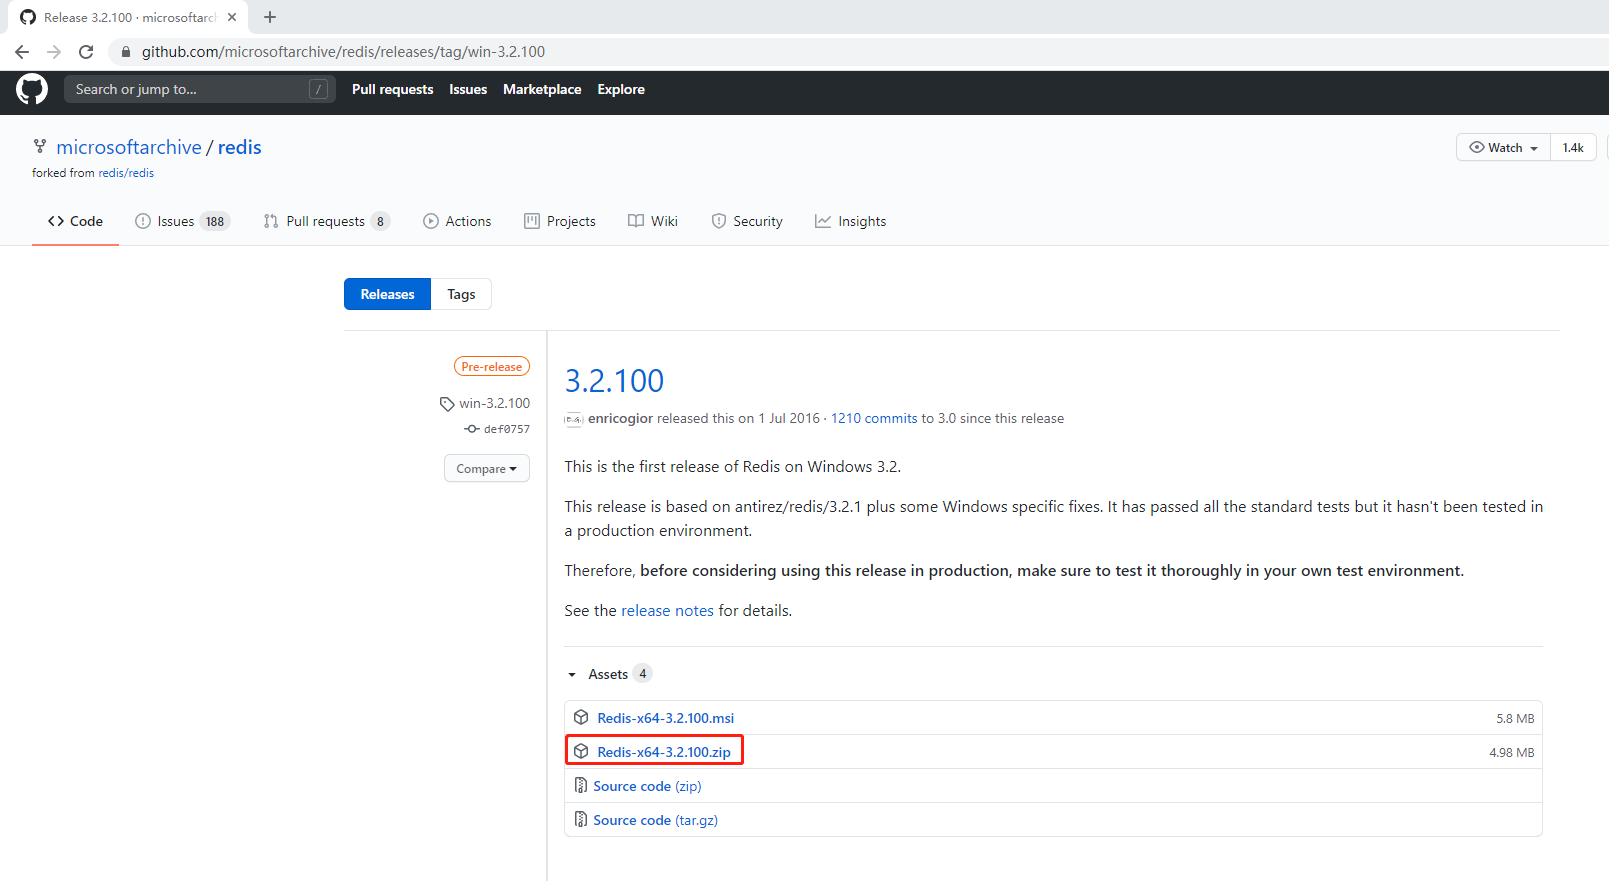 Release 3.2.100 · microsoftarch
github.com/microsoftarchive/redis/releases/tag/win-3.2.100
Search or jump to... /
Pull requests Issues Marketplace Explore
microsoftarchive / redis
Watch 1.4k
forked from redis/redis
Code Issues 188 Pull requests 8 Actions Projects Wiki Security Insights
Releases Tags
Pre-release
win-3.2.100
def0757
Compare
3.2.100
enricogior released this on 1 Jul 2016 · 1210 commits to 3.0 since this release
This is the first release of Redis on Windows 3.2.
This release is based on antirez/redis/3.2.1 plus some Windows specific fixes. It has passed all the standard tests but it hasn't been tested in
a production environment.
Therefore, before considering using this release in production, make sure to test it thoroughly in your own test environment.
See the release notes for details.
Assets 4
Redis-x64-3.2.100.msi 5.8 MB
Redis-x64-3.2.100.zip 4.98 MB
Source code (zip)
Source code (tar.gz)